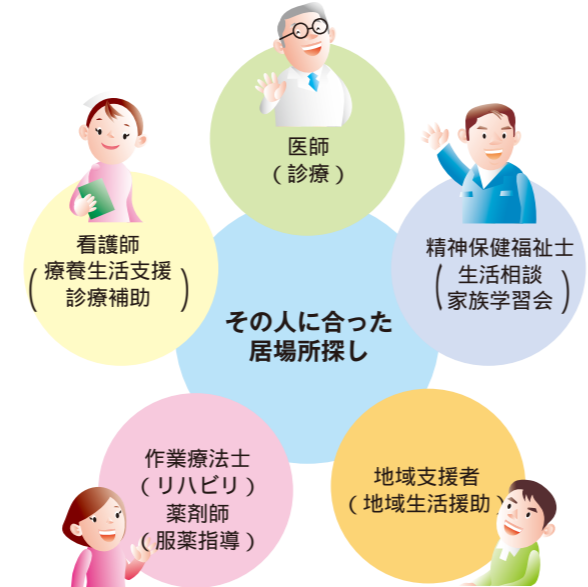 医師
（診療）
看護師
療養生活支援
診療補助
精神保健福祉士
生活相談
家族学習会
その人に合った
居場所探し
作業療法士
（リハビリ）
薬剤師
（服薬指導）
地域支援者
（地域生活援助）